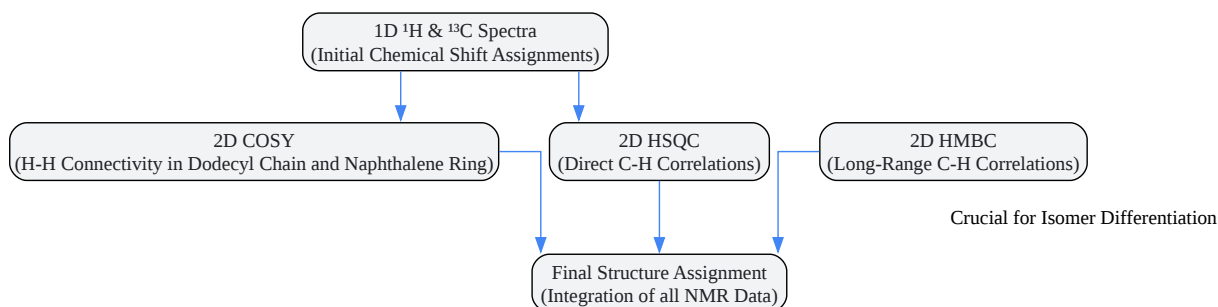 1D ¹H & ¹³C Spectra
(Initial Chemical Shift Assignments)
2D COSY
(H-H Connectivity in Dodecyl Chain and Naphthalene Ring)
2D HSQC
(Direct C-H Correlations)
2D HMBC
(Long-Range C-H Correlations)
Crucial for Isomer Differentiation
Final Structure Assignment
(Integration of all NMR Data)